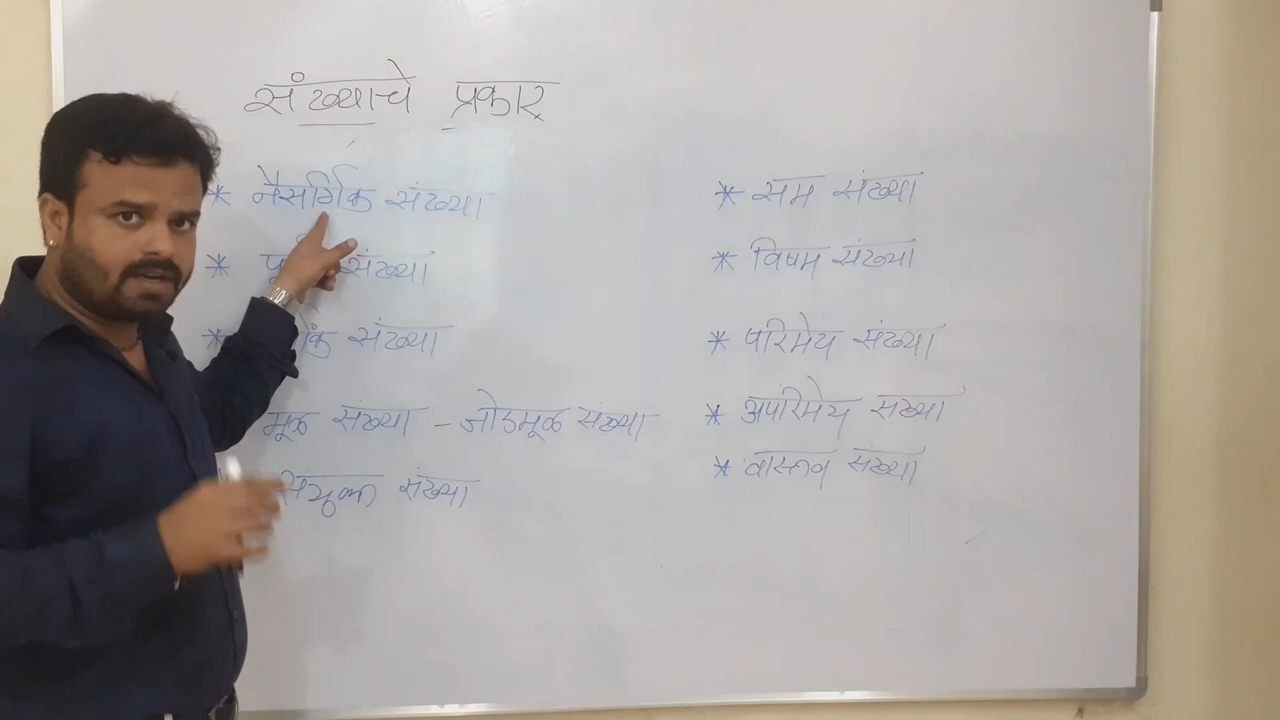 संख्याचे प्रकार
* नैसर्गिक संख्या
* संख्या
* संख्या
मूळ संख्या - जोडमूळ संख्या
संयुक्त संख्या
* सम संख्या
* विषम संख्या
* परिमेय संख्या
* अपरिमेय संख्या
* वास्तव संख्या